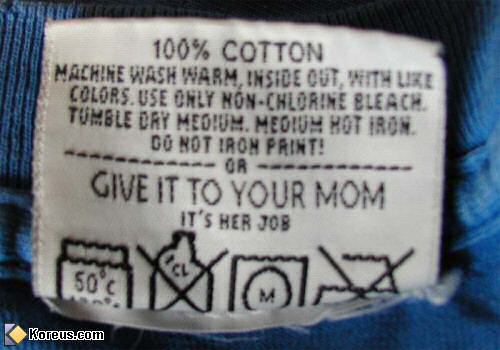 100% COTTON
MACHINE WASH WARM, INSIDE OUT, WITH LIKE
COLORS. USE ONLY NON-CHLORINE BLEACH.
TUMBLE DRY MEDIUM. MEDIUM HOT IRON.
DO NOT IRON PRINT!
OR
GIVE IT TO YOUR MOM
IT'S HER JOB
50°C
CL
M
Koreus.com